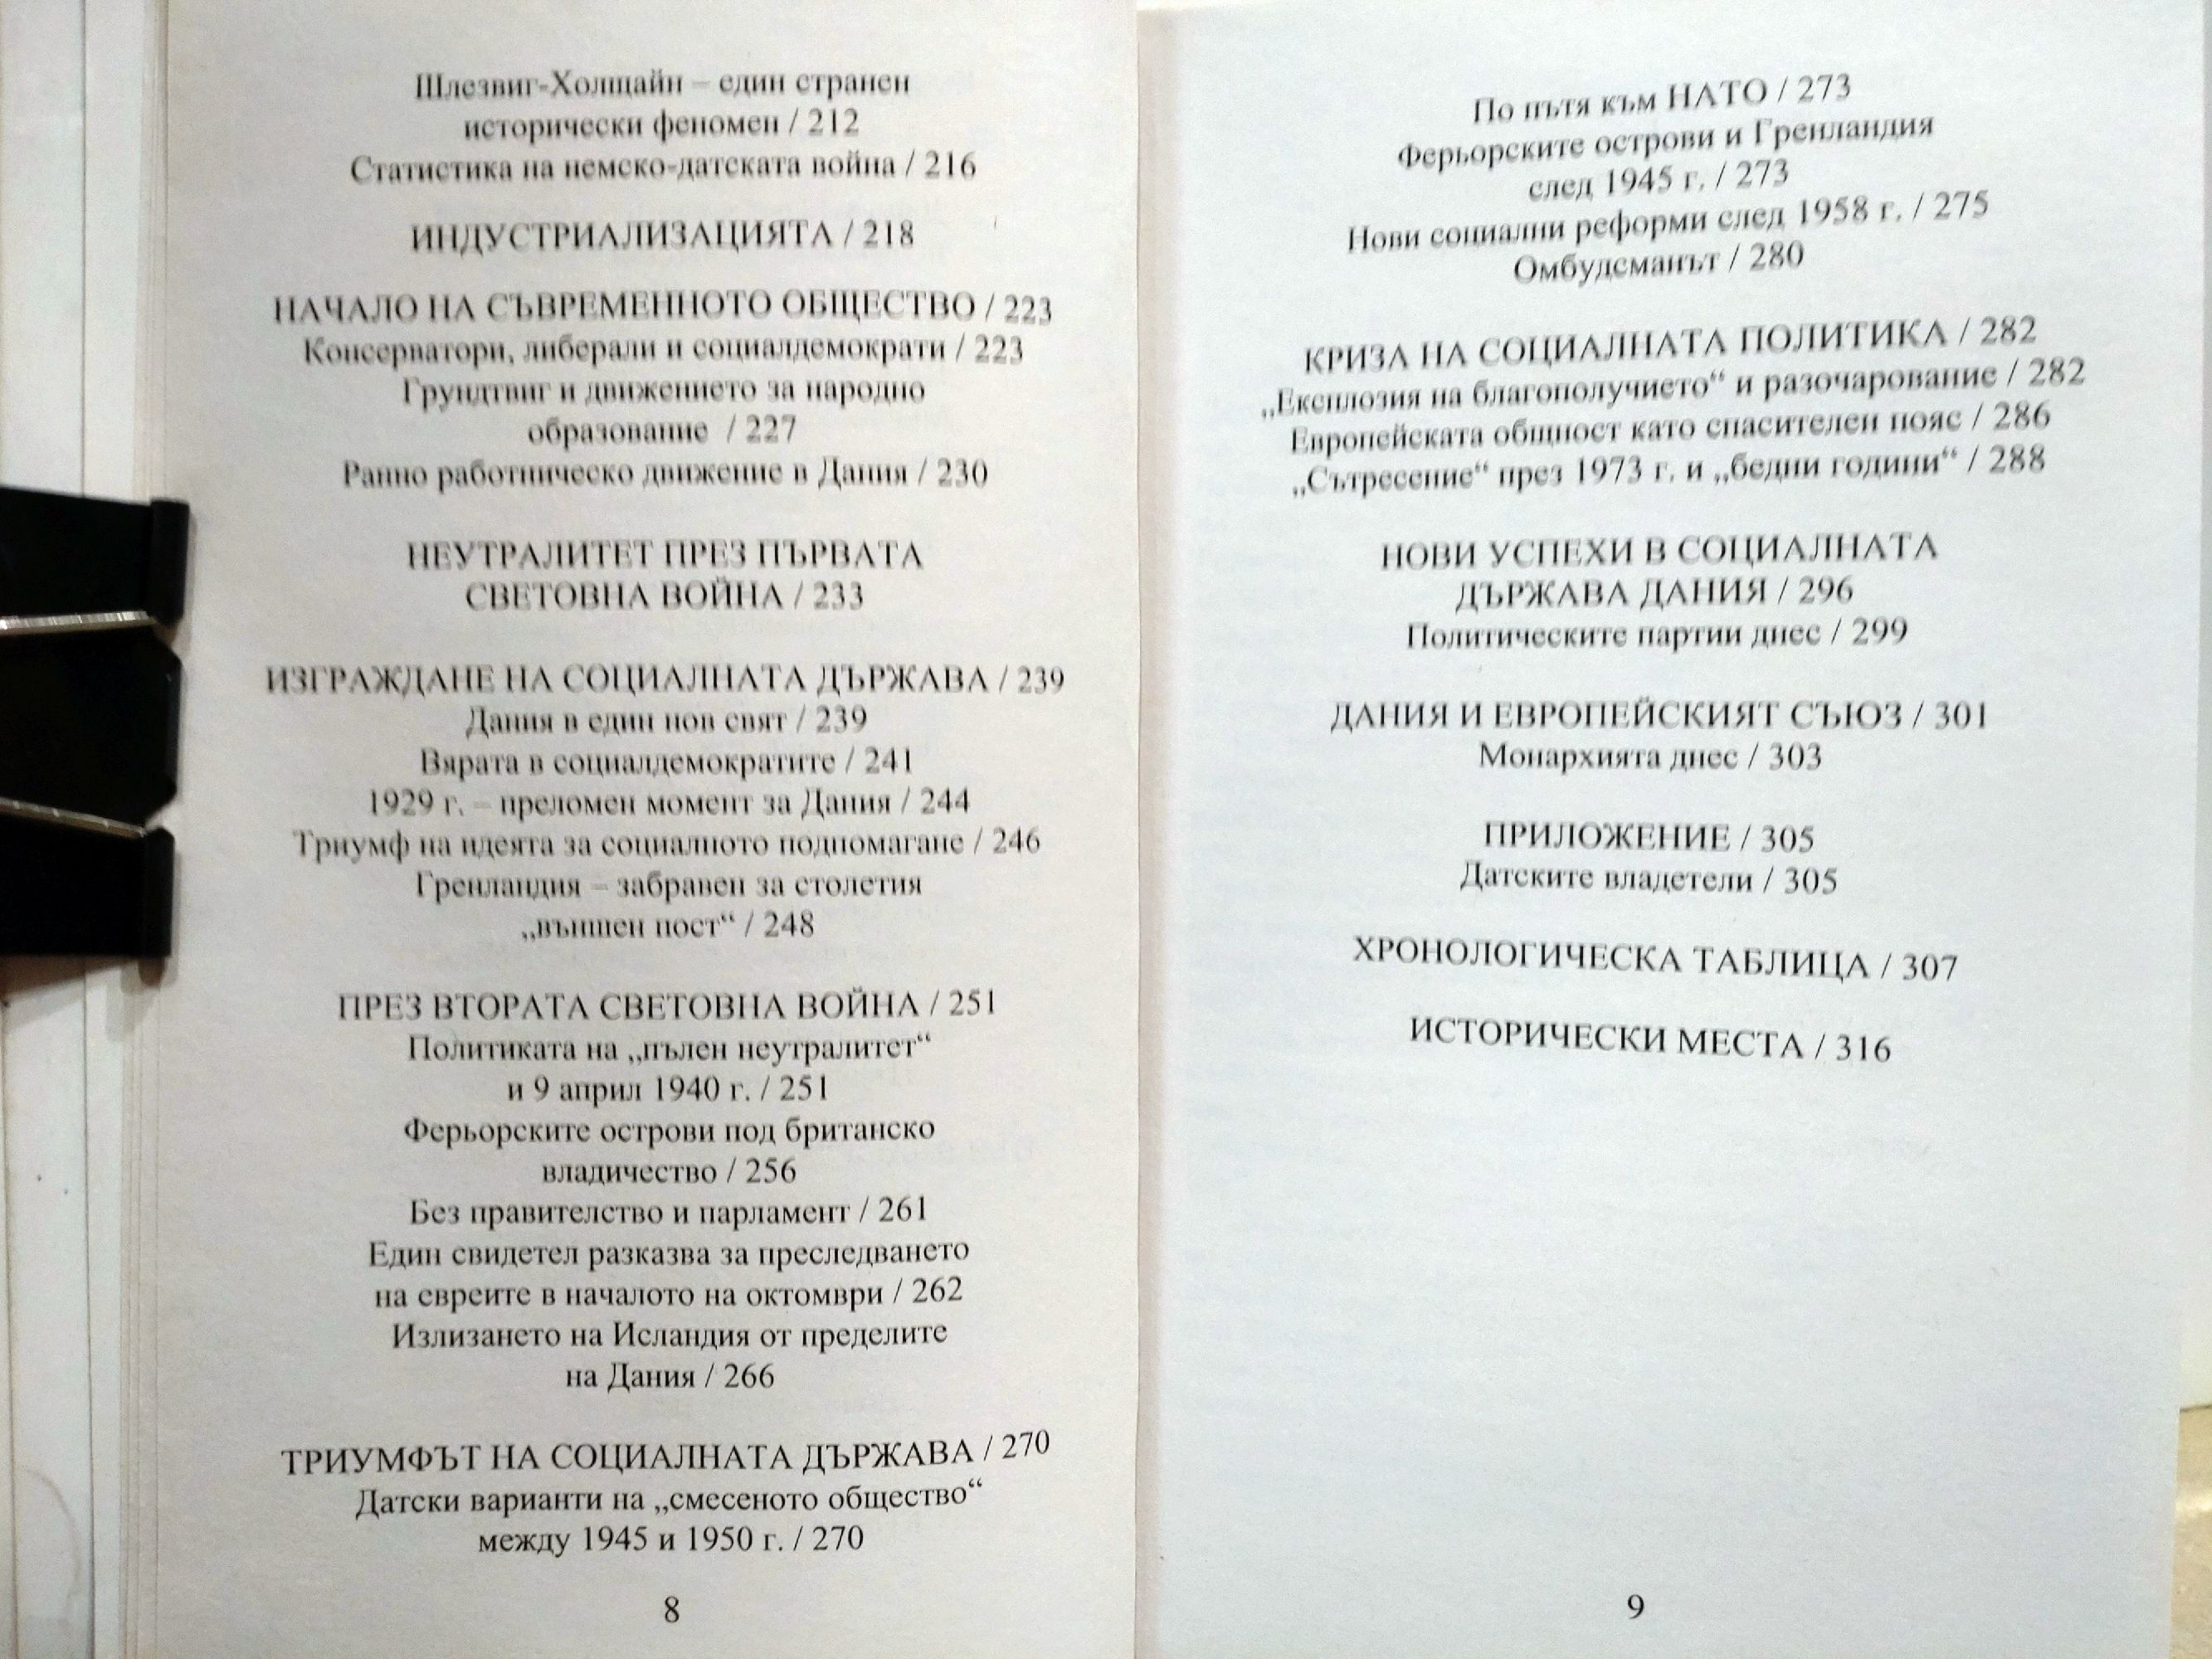 Шлезвиг-Холщайн – един странен
исторически феномен / 212
Статистика на немско-датската война / 216
ИНДУСТРИАЛИЗАЦИЯТА / 218
НАЧАЛО НА СЪВРЕМЕННОТО ОБЩЕСТВО / 223
Консерватори, либерали и социалдемократи / 223
Грундтвиг и движението за народно
образование / 227
Ранно работническо движение в Дания / 230
НЕУТРАЛИТЕТ ПРЕЗ ПЪРВАТА
СВЕТОВНА ВОЙНА / 233
ИЗГРАЖДАНЕ НА СОЦИАЛНАТА ДЪРЖАВА / 239
Дания в един нов свят / 239
Вярата в социалдемократите / 241
1929 г. – преломен момент за Дания / 244
Триумф на идеята за социалното подпомагане / 246
Гренландия – забравен за столетия
„външен пост“ / 248
ПРЕЗ ВТОРАТА СВЕТОВНА ВОЙНА / 251
Политиката на „пълен неутралитет“
и 9 април 1940 г. / 251
Ферьорските острови под британско
владичество / 256
Без правителство и парламент / 261
Един свидетел разказва за преследването
на евреите в началото на октомври / 262
Излизането на Исландия от пределите
на Дания / 266
ТРИУМФЪТ НА СОЦИАЛНАТА ДЪРЖАВА / 270
Датски варианти на „смесеното общество“
между 1945 и 1950 г. / 270
8
По пътя към НАТО / 273
Ферьорските острови и Гренландия
след 1945 г. / 273
Нови социални реформи след 1958 г. / 275
Омбудсманът / 280
КРИЗА НА СОЦИАЛНАТА ПОЛИТИКА / 282
„Експлозия на благополучието“ и разочарование / 282
Европейската общност като спасителен пояс / 286
„Сътресение“ през 1973 г. и „бедни години“ / 288
НОВИ УСПЕХИ В СОЦИАЛНАТА
ДЪРЖАВА ДАНИЯ / 296
Политическите партии днес / 299
ДАНИЯ И ЕВРОПЕЙСКИЯТ СЪЮЗ / 301
Монархията днес / 303
ПРИЛОЖЕНИЕ / 305
Датските владетели / 305
ХРОНОЛОГИЧЕСКА ТАБЛИЦА / 307
ИСТОРИЧЕСКИ МЕСТА / 316
9